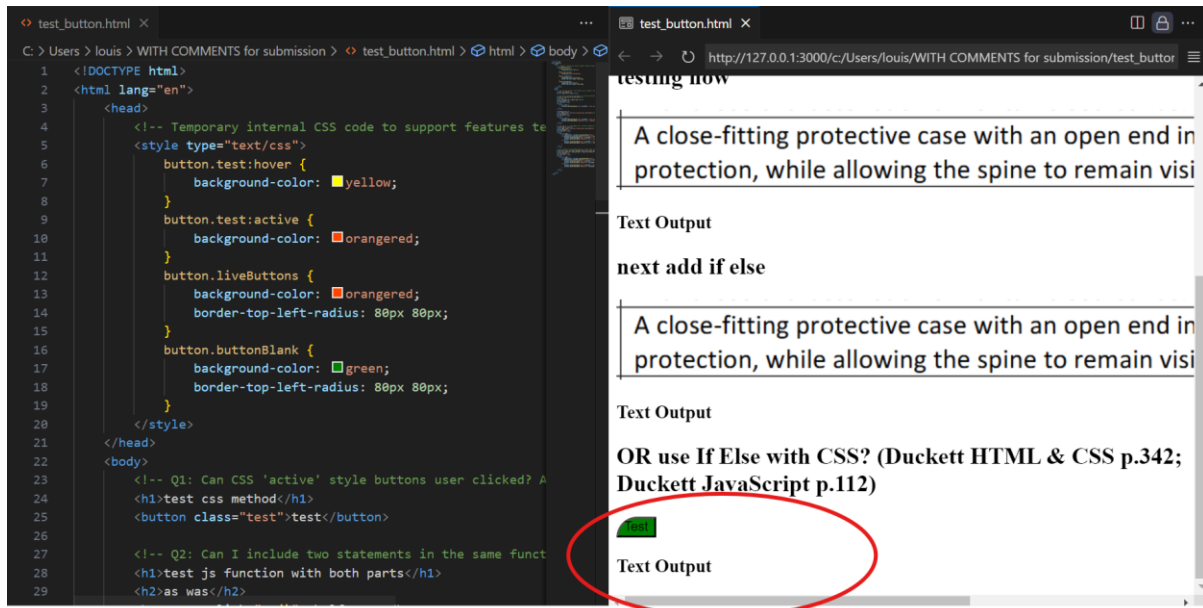 test_button.html
C: > Users > louis > WITH COMMENTS for submission > test_button.html > html > body >
1 <!DOCTYPE html>
2 <html lang="en">
3 <head>
4 <!-- Temporary internal CSS code to support features te
5 <style type="text/css">
6 button.test:hover {
7 background-color: yellow;
8 }
9 button.test:active {
10 background-color: orangered;
11 }
12 button.liveButtons {
13 background-color: orangered;
14 border-top-left-radius: 80px 80px;
15 }
16 button.buttonBlank {
17 background-color: green;
18 border-top-left-radius: 80px 80px;
19 }
20 </style>
21 </head>
22 <body>
23 <!-- Q1: Can CSS 'active' style buttons user clicked? A
24 <h1>test css method</h1>
25 <button class="test">test</button>
26
27 <!-- Q2: Can I include two statements in the same funct
28 <h1>test js function with both parts</h1>
29 <h2>as was</h2>
test_button.html
http://127.0.0.1:3000/c:/Users/louis/WITH COMMENTS for submission/test_buttor
testing now
A close-fitting protective case with an open end in
protection, while allowing the spine to remain visi
Text Output
next add if else
A close-fitting protective case with an open end in
protection, while allowing the spine to remain visi
Text Output
OR use If Else with CSS? (Duckett HTML & CSS p.342;
Duckett JavaScript p.112)
Test
Text Output